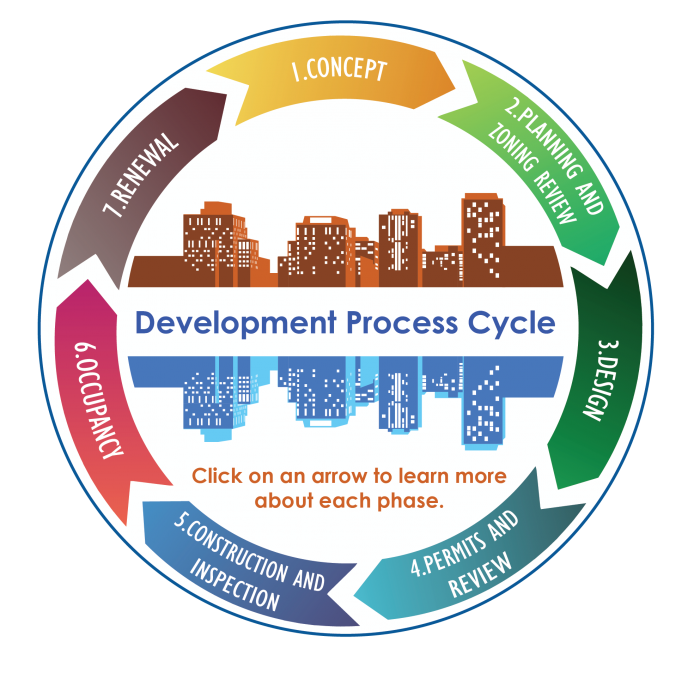 1.CONCEPT
2.PLANNING AND
ZONING REVIEW
3.DESIGN
4.PERMITS AND
REVIEW
5.CONSTRUCTION AND
INSPECTION
6.OCCUPANCY
7.RENEWAL
Development Process Cycle
Click on an arrow to learn more
about each phase.